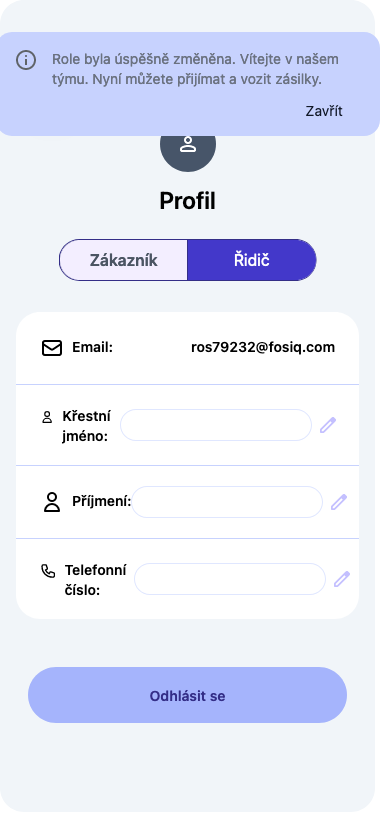 Role byla úspěšně změněna. Vítejte v našem
týmu. Nyní můžete přijímat a vozit zásilky.
Zavřít
Profil
Zákazník
Řidič
Email:
ros79232@fosiq.com
Křestní
jméno:
Příjmení:
Telefonní
číslo:
Odhlásit se